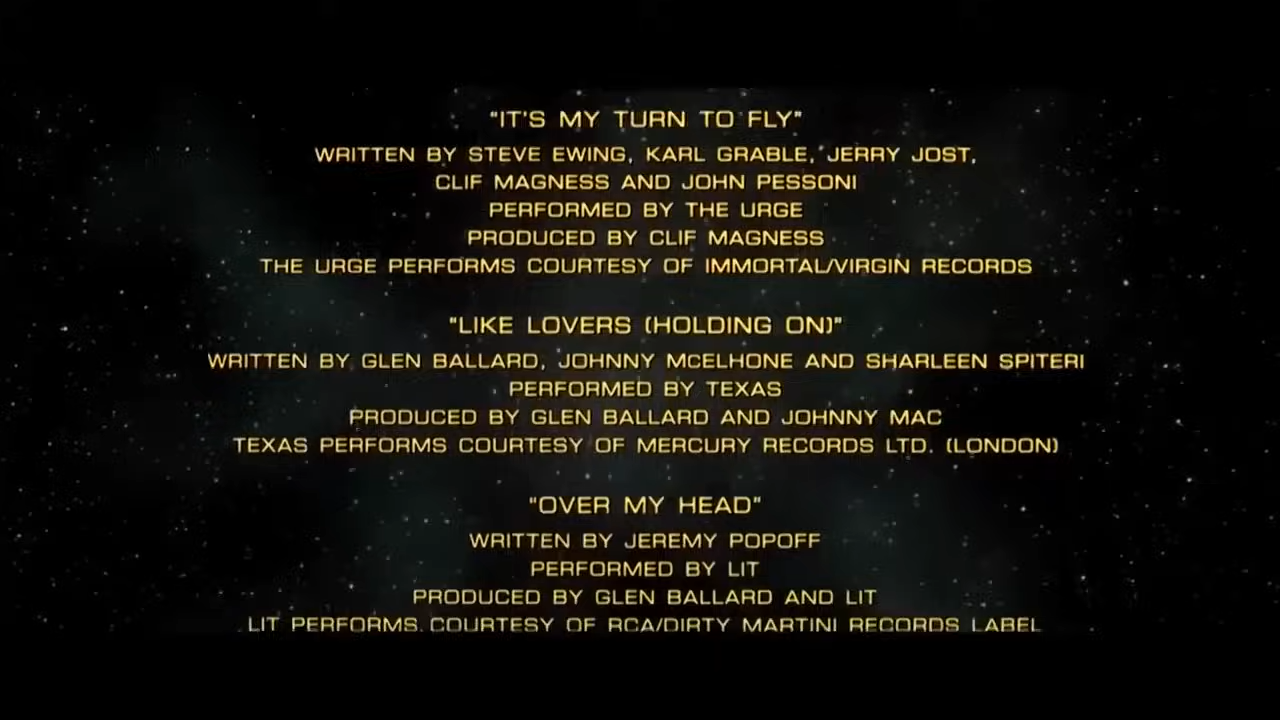 "IT'S MY TURN TO FLY"
WRITTEN BY STEVE EWING, KARL GRABLE, JERRY JOST,
CLIF MAGNESS AND JOHN PESSONI
PERFORMED BY THE URGE
PRODUCED BY CLIF MAGNESS
THE URGE PERFORMS COURTESY OF IMMORTAL/VIRGIN RECORDS
"LIKE LOVERS (HOLDING ON)"
WRITTEN BY GLEN BALLARD, JOHNNY McELHONE AND SHARLEEN SPITERI
PERFORMED BY TEXAS
PRODUCED BY GLEN BALLARD AND JOHNNY MAC
TEXAS PERFORMS COURTESY OF MERCURY RECORDS LTD. (LONDON)
"OVER MY HEAD"
WRITTEN BY JEREMY POPOFF
PERFORMED BY LIT
PRODUCED BY GLEN BALLARD AND LIT
LIT PERFORMS COURTESY OF RCA/DIRTY MARTINI RECORDS LABEL